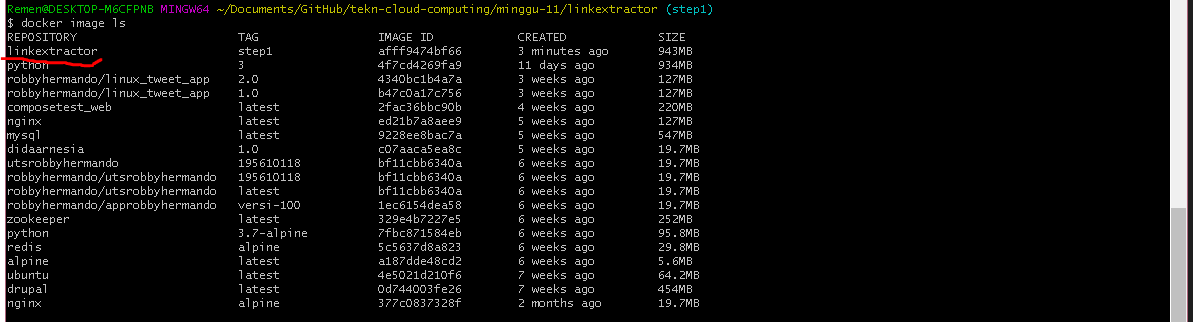 Remen@DESKTOP-M6CFPNB MINGW64 ~/Documents/GitHub/tekn-cloud-computing/minggu-11/linkextractor (step1)
$ docker image ls
REPOSITORY TAG IMAGE ID CREATED SIZE
linkextractor step1 afff9474bf66 3 minutes ago 943MB
python 3 4f7cd4269fa9 11 days ago 934MB
robbyhermando/linux_tweet_app 2.0 4340bc1b4a7a 3 weeks ago 127MB
robbyhermando/linux_tweet_app 1.0 b47c0a17c756 3 weeks ago 127MB
composetest_web latest 2fac36bbc90b 4 weeks ago 220MB
nginx latest ed21b7a8aee9 5 weeks ago 127MB
mysql latest 9228ee8bac7a 5 weeks ago 547MB
didaarnesia 1.0 c07aaca5ea8c 5 weeks ago 19.7MB
utsrobbyhermando 195610118 bf11cbb6340a 6 weeks ago 19.7MB
robbyhermando/utsrobbyhermando 195610118 bf11cbb6340a 6 weeks ago 19.7MB
robbyhermando/utsrobbyhermando latest bf11cbb6340a 6 weeks ago 19.7MB
robbyhermando/approbbyhermando versi-100 1ec6154dea58 6 weeks ago 19.7MB
zookeeper latest 329e4b7227e5 6 weeks ago 252MB
python 3.7-alpine 7fbc871584eb 6 weeks ago 95.8MB
redis alpine 5c5637d8a823 6 weeks ago 29.8MB
alpine latest a187dde48cd2 6 weeks ago 5.6MB
ubuntu latest 4e5021d210f6 7 weeks ago 64.2MB
drupal latest 0d744003fe26 7 weeks ago 454MB
nginx alpine 377c0837328f 2 months ago 19.7MB